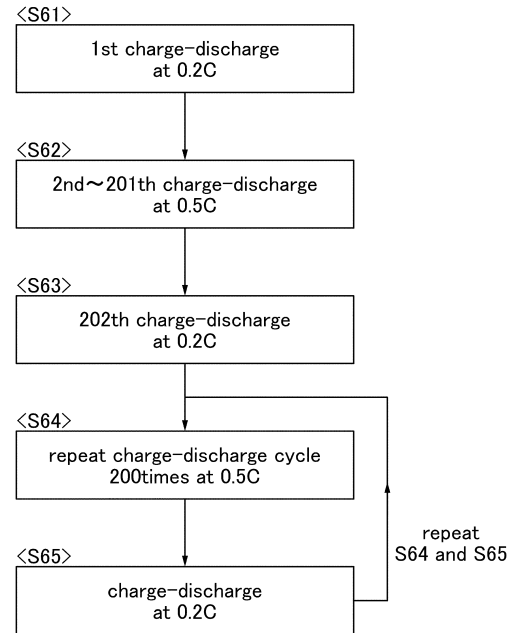 <S61>
1st charge-discharge
at 0.2C
<S62>
2nd～201th charge-discharge
at 0.5C
<S63>
202th charge-discharge
at 0.2C
<S64>
repeat charge-discharge cycle
200times at 0.5C
repeat
S64 and S65
<S65>
charge-discharge
at 0.2C